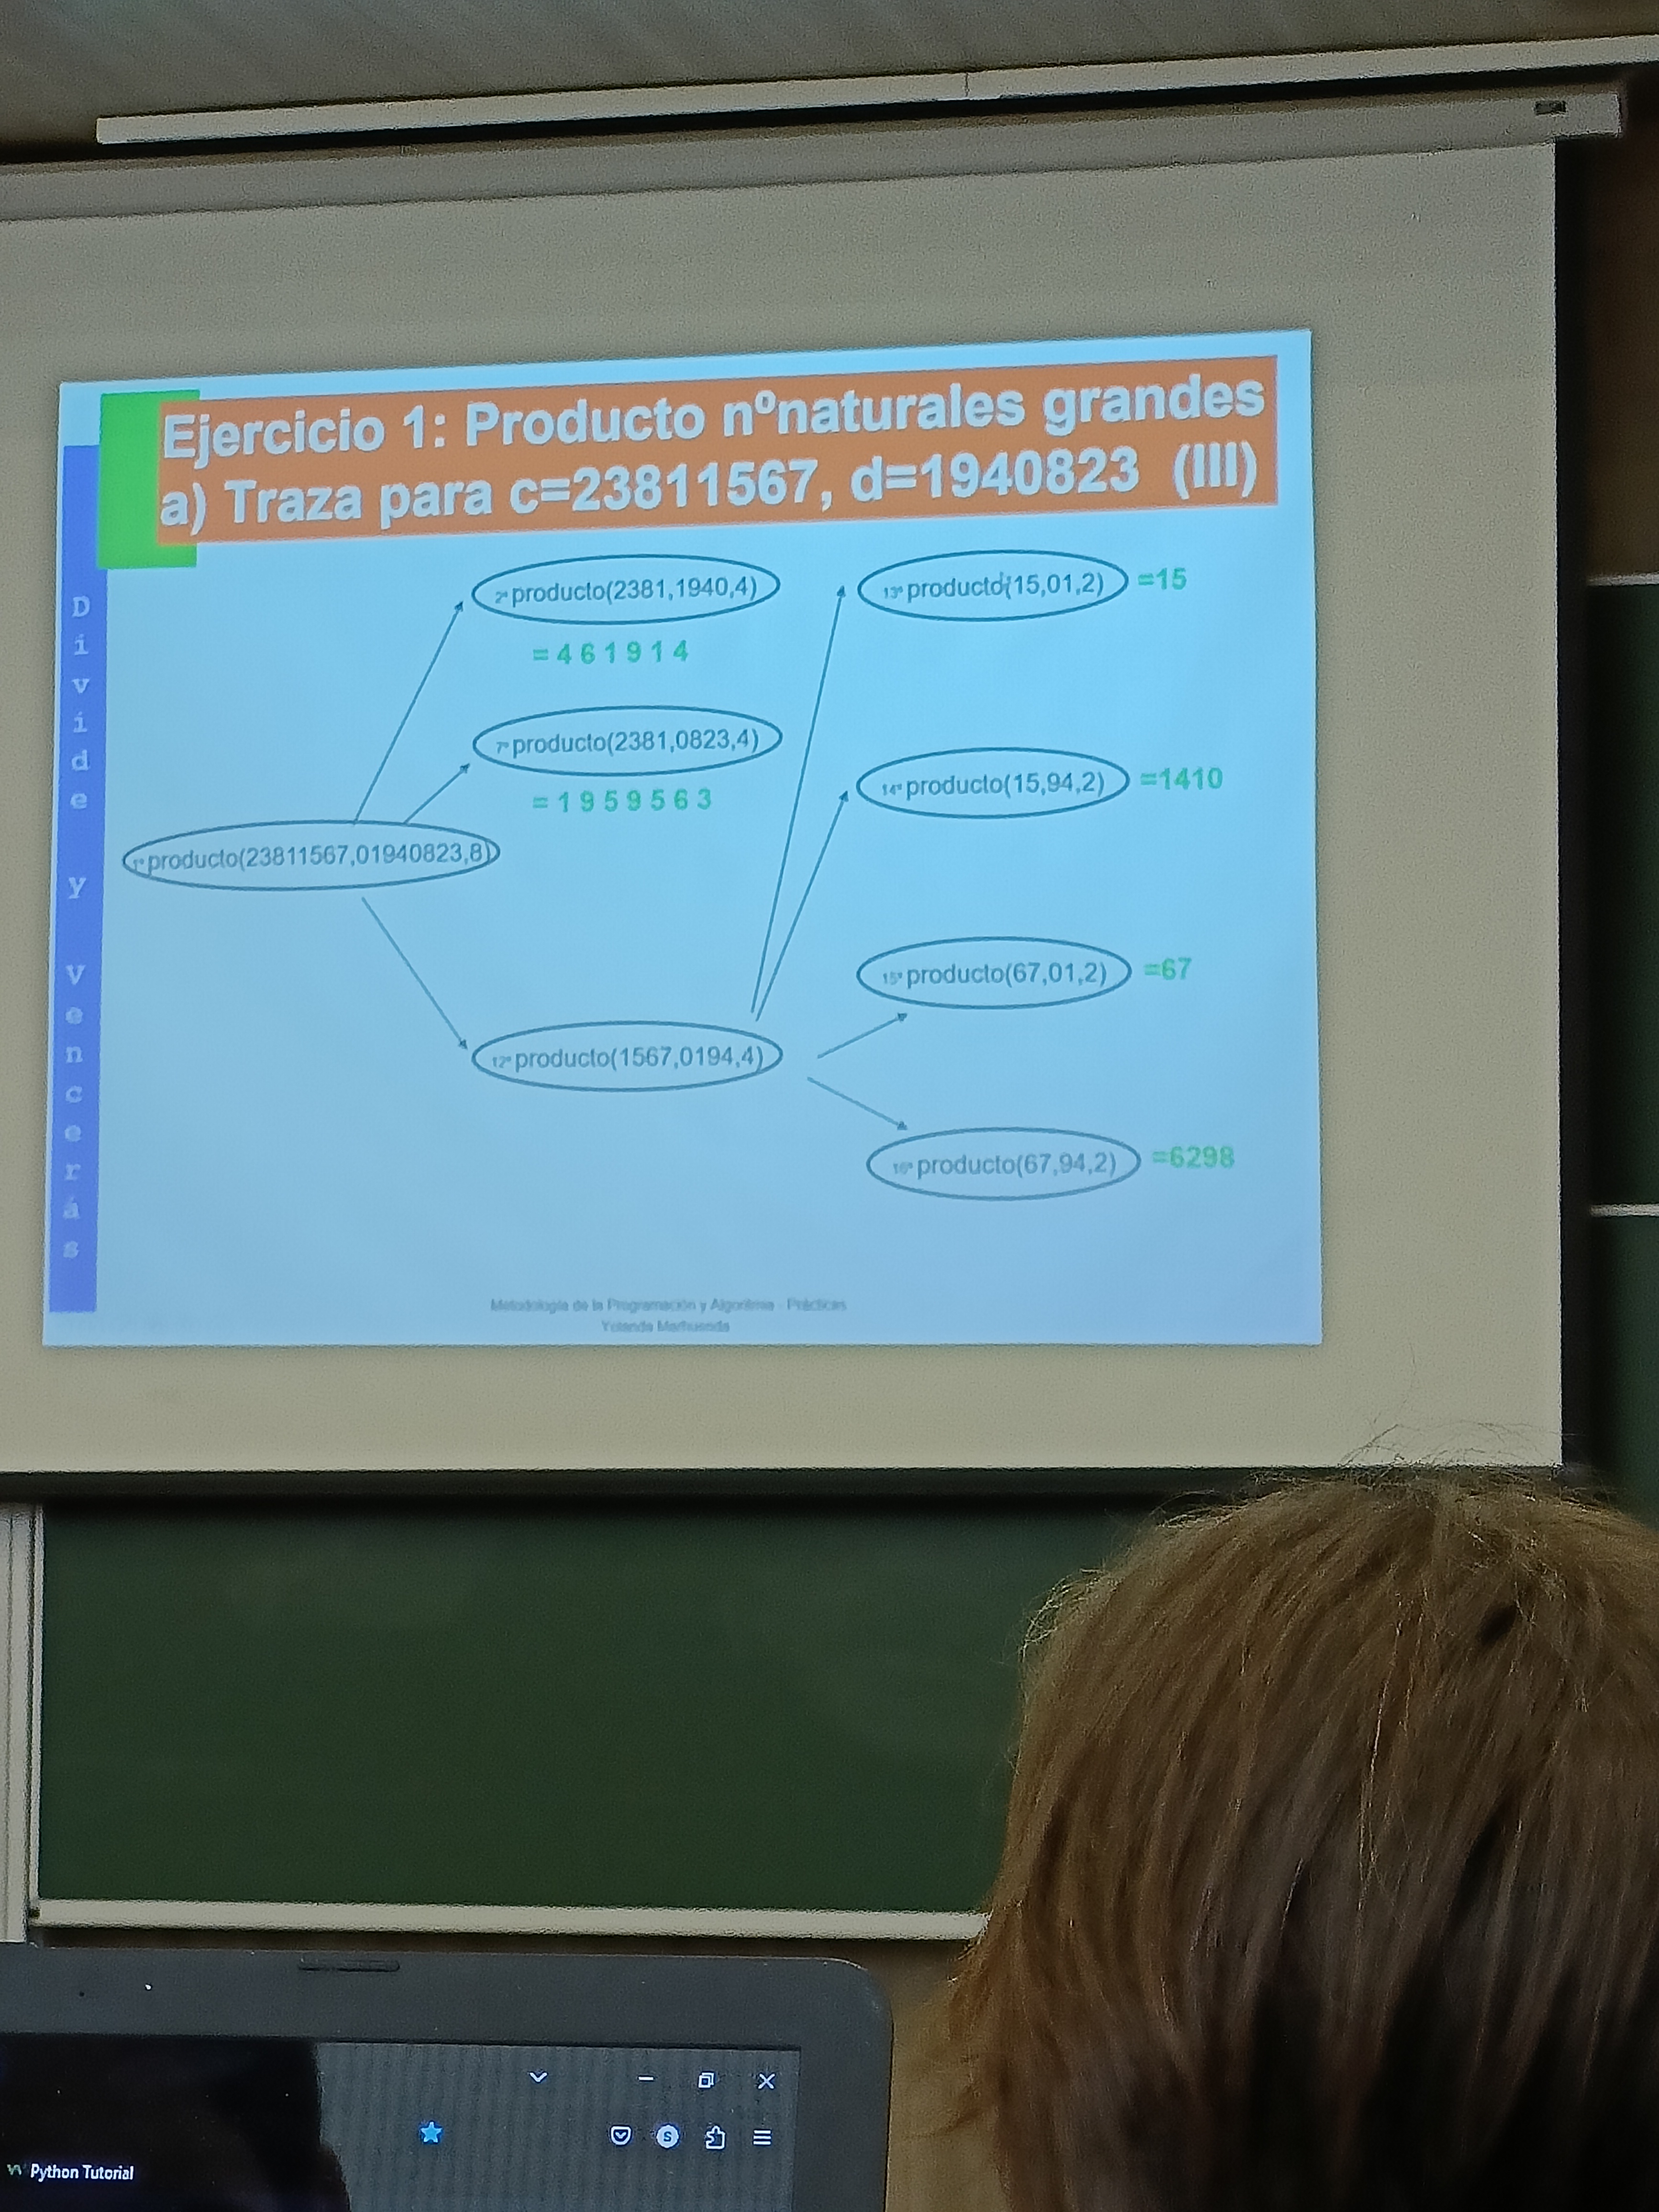 Ejercicio 1: Producto nºnaturales grandes
a) Traza para c=23811567, d=1940823 (III)
Divide y Vencerás
2º producto(2381,1940,4)
=461914
7º producto(2381,0823,4)
=1959563
1º producto(23811567,01940823,8)
12º producto(1567,0194,4)
13º producto(15,01,2) =15
14º producto(15,94,2) =1410
15º producto(67,01,2) =67
16º producto(67,94,2) =6298
Metodología de la Programación y Algoritmia - Prácticas
Yolanda Marhuenda
S
Python Tutorial